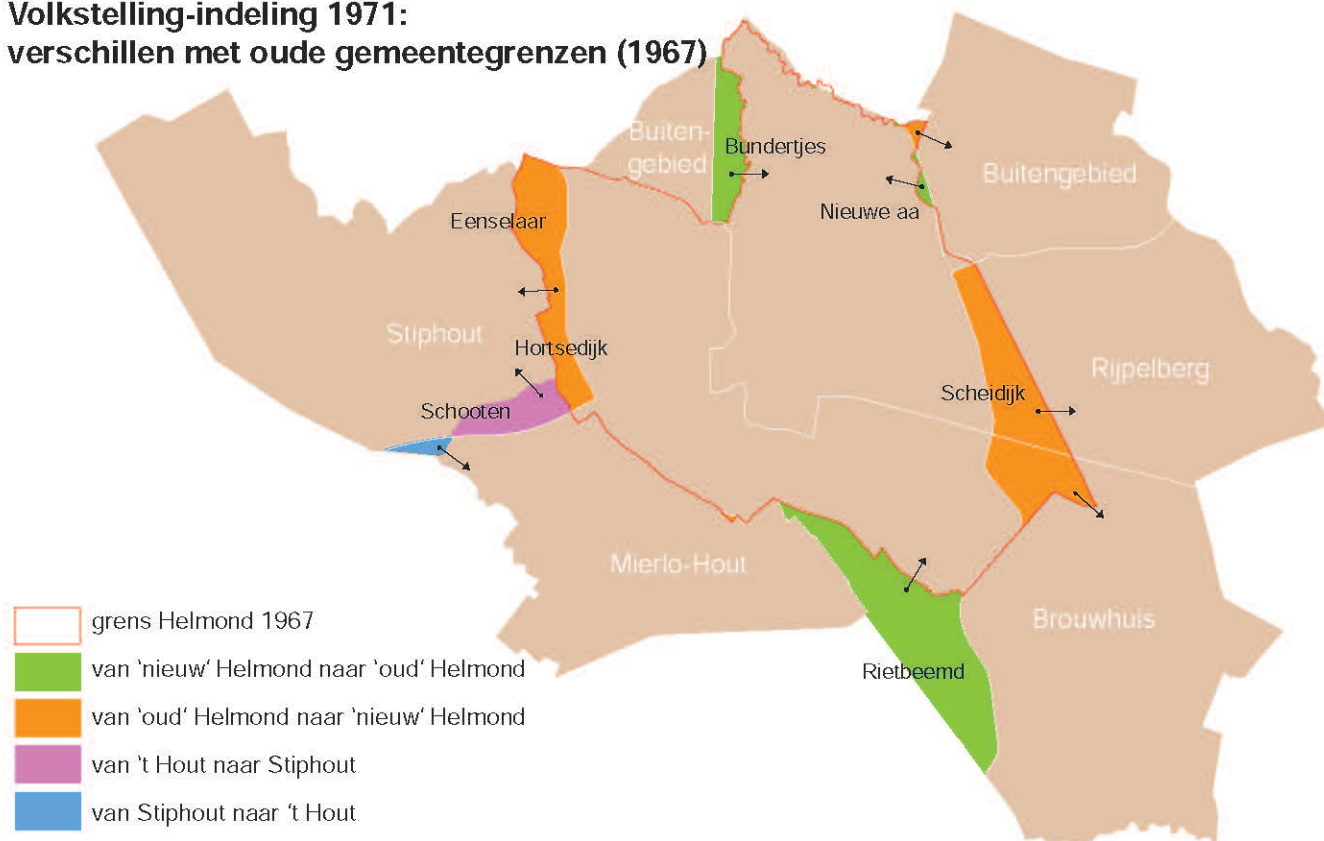 Volkstelling-indeling 1971:
verschillen met oude gemeentegrenzen (1967)
Buiten-
gebied
Bundertjes
Buitengebied
Nieuwe aa
Eenselaar
Stiphout
Hortsedijk
Rijpelberg
Scheidijk
Schooten
Mierlo-Hout
Brouwhuis
Rietbeemd
grens Helmond 1967
van 'nieuw' Helmond naar 'oud' Helmond
van 'oud' Helmond naar 'nieuw' Helmond
van 't Hout naar Stiphout
van Stiphout naar 't Hout